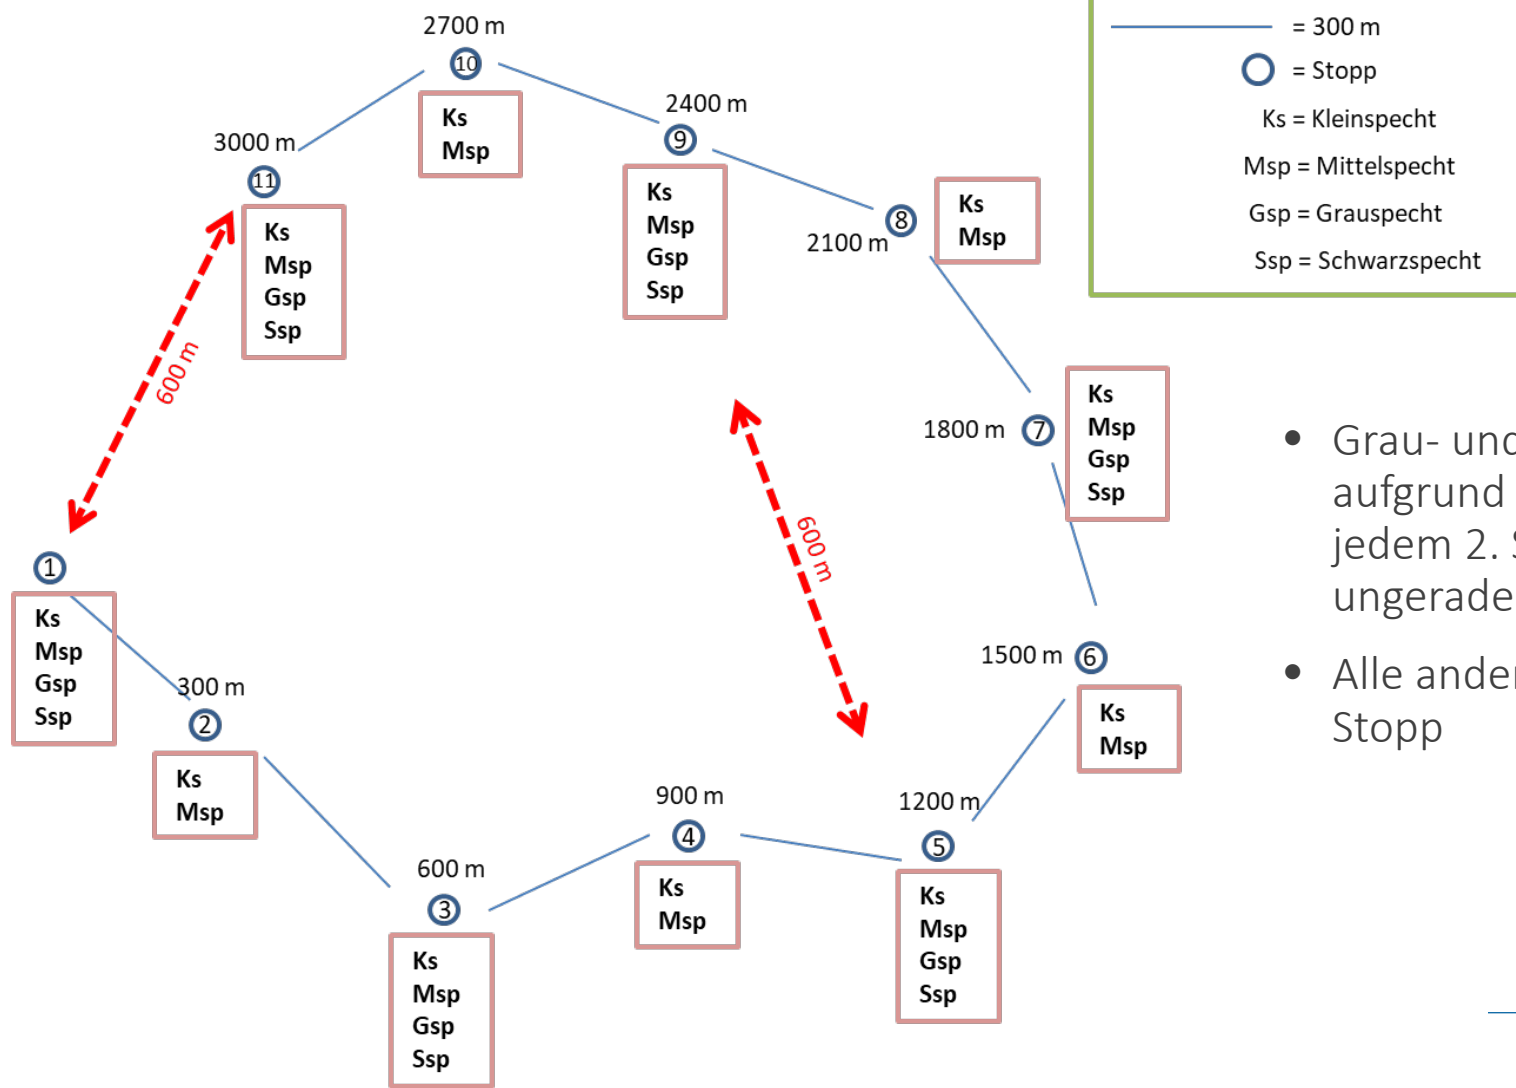 2700 m
10
Ks
Msp
2400 m
9
Ks
Msp
Gsp
Ssp
3000 m
11
Ks
Msp
Gsp
Ssp
8
2100 m
Ks
Msp
= 300 m
= Stopp
Ks = Kleinspecht
Msp = Mittelspecht
Gsp = Grauspecht
Ssp = Schwarzspecht
600 m
600 m
1800 m
7
Ks
Msp
Gsp
Ssp
1
Ks
Msp
Gsp
Ssp
300 m
2
Ks
Msp
1500 m
6
Ks
Msp
600 m
3
Ks
Msp
Gsp
Ssp
900 m
4
Ks
Msp
1200 m
5
Ks
Msp
Gsp
Ssp
Grau- und
aufgrund
jedem 2.
ungerade
Alle ander
Stopp